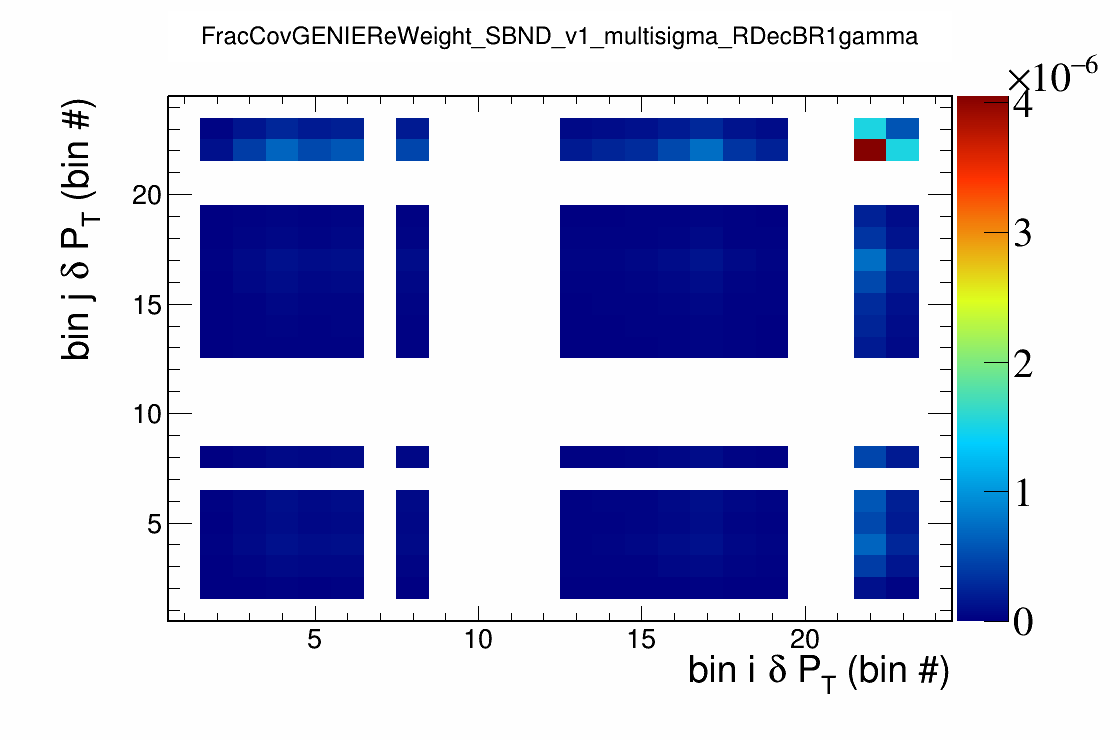 FracCovGENIEReWeight_SBND_v1_multisigma_RDecBR1gamma
×10⁻⁶
bin j δ P_T (bin #)
20
15
10
5
5 10 15 20
bin i δ P_T (bin #)
4
3
2
1
0